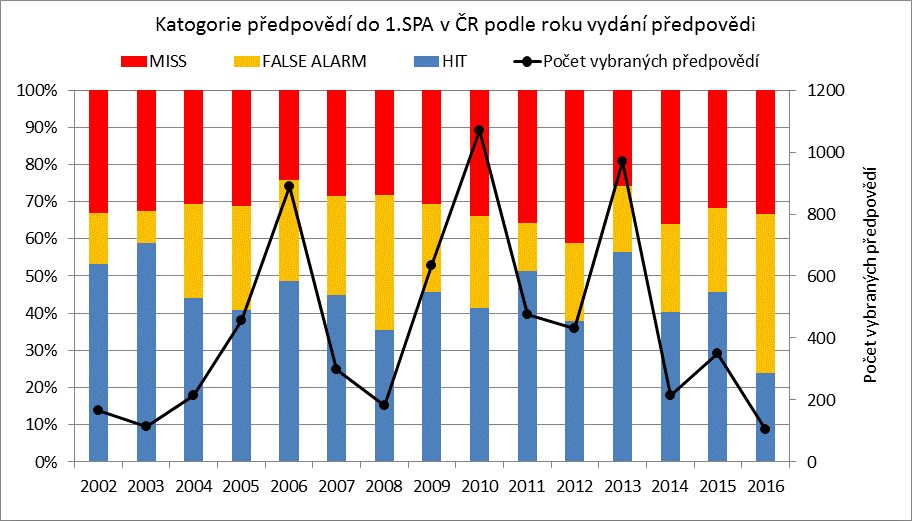 Katogorie předpovědí do 1.SPA v ČR podle roku vydání předpovědi
MISS FALSE ALARM HIT Počet vybraných předpovědí
100% 1200
90%
80% 1000
70% 800
60%
50% 600
40% 400
30%
20% 200
10%
0% 0
Počet vybraných předpovědí
2002 2003 2004 2005 2006 2007 2008 2009 2010 2011 2012 2013 2014 2015 2016